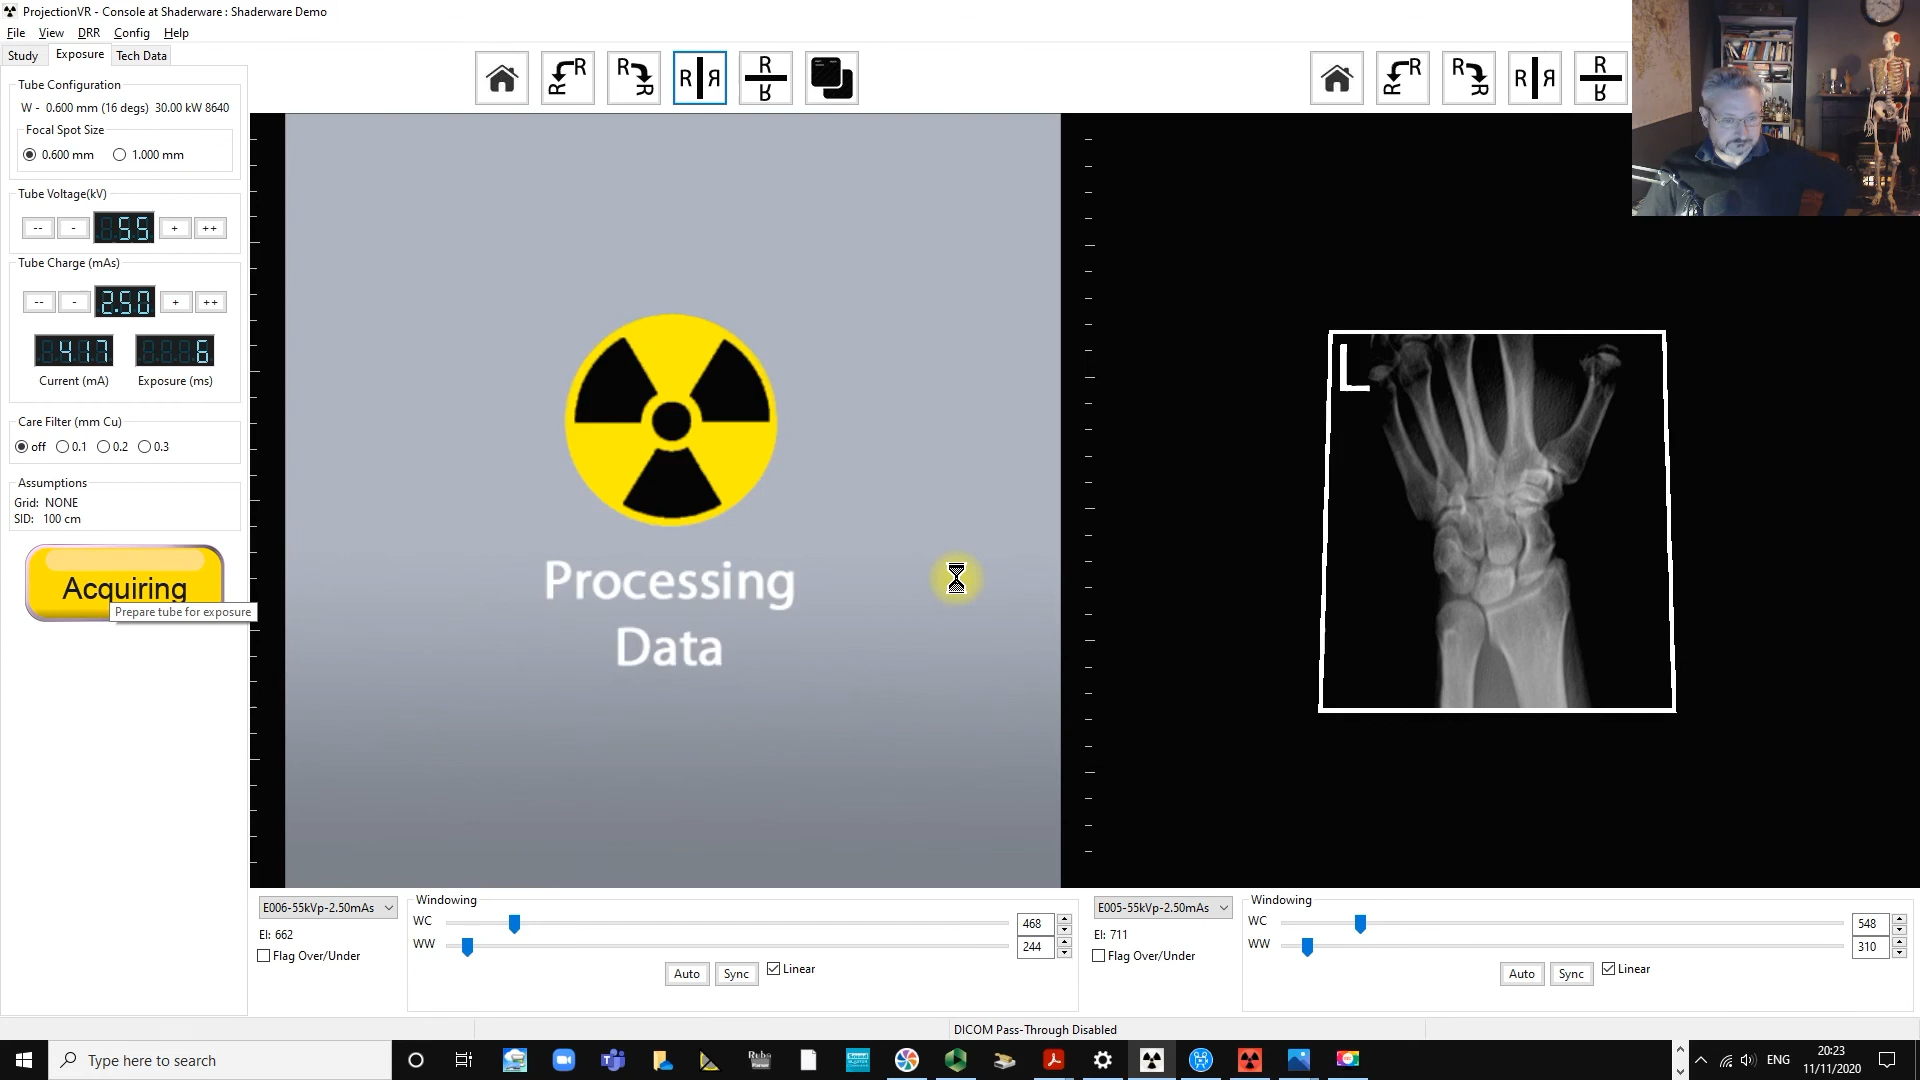 ProjectionVR - Console at Shaderware : Shaderware Demo
File View DRR Config Help
Study Exposure Tech Data
Tube Configuration
W - 0.600 mm (16 degs) 30.00 kW 8640
Focal Spot Size
0.600 mm 1.000 mm
Tube Voltage(kV)
-- - 55 + ++
Tube Charge (mAs)
-- - 2.50 + ++
417 6
Current (mA) Exposure (ms)
Care Filter (mm Cu)
off 0.1 0.2 0.3
Assumptions
Grid: NONE
SID: 100 cm
Acquiring
Prepare tube for exposure
Processing
Data
L
E006-55kVp-2.50mAs
EI: 662
Flag Over/Under
Windowing
WC 468
WW 244
Auto Sync Linear
E005-55kVp-2.50mAs
EI: 711
Flag Over/Under
Windowing
WC 548
WW 310
Auto Sync Linear
DICOM Pass-Through Disabled
Type here to search
ENG
20:23
11/11/2020